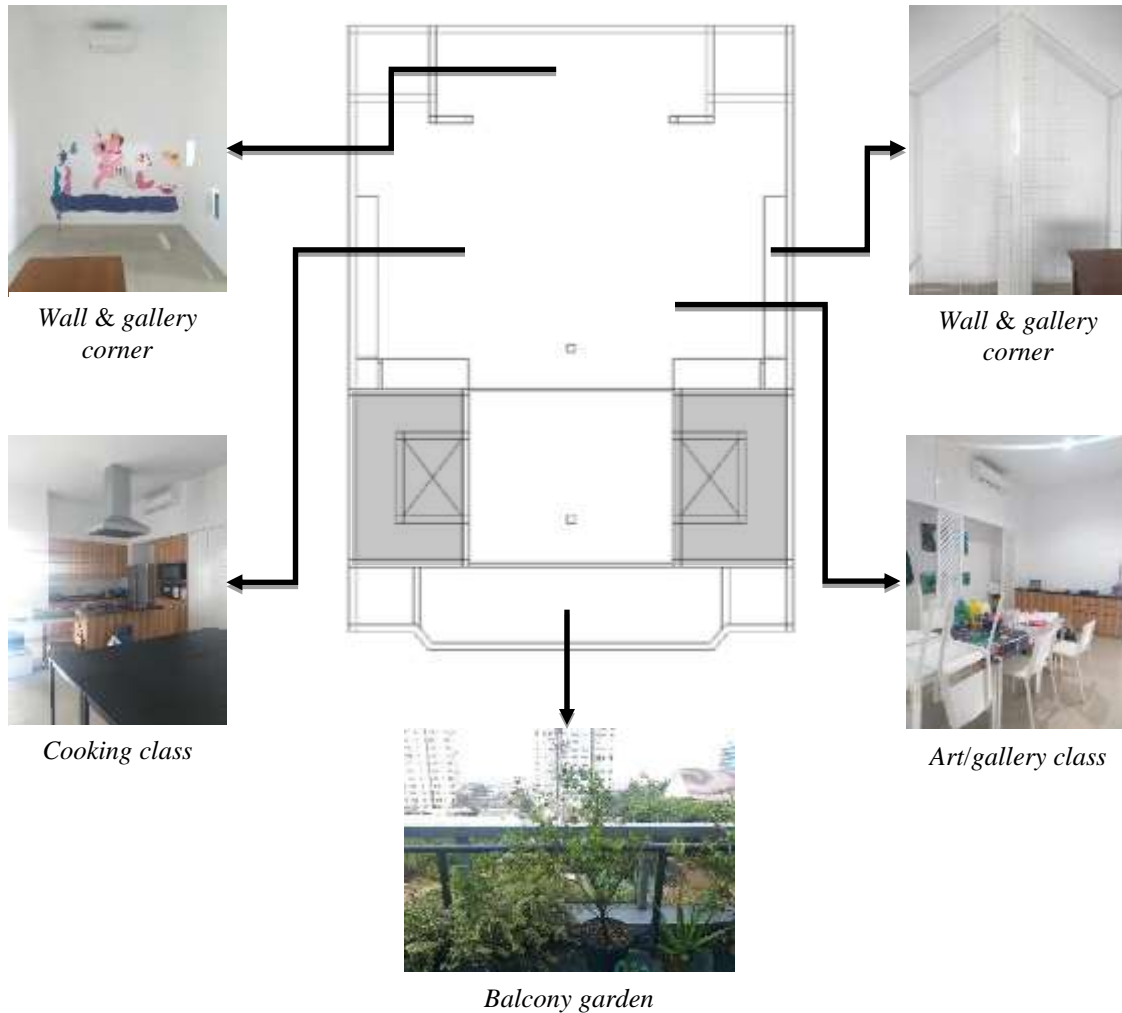 Wall & gallery
corner
Wall & gallery
corner
Cooking class
Art/gallery class
Balcony garden